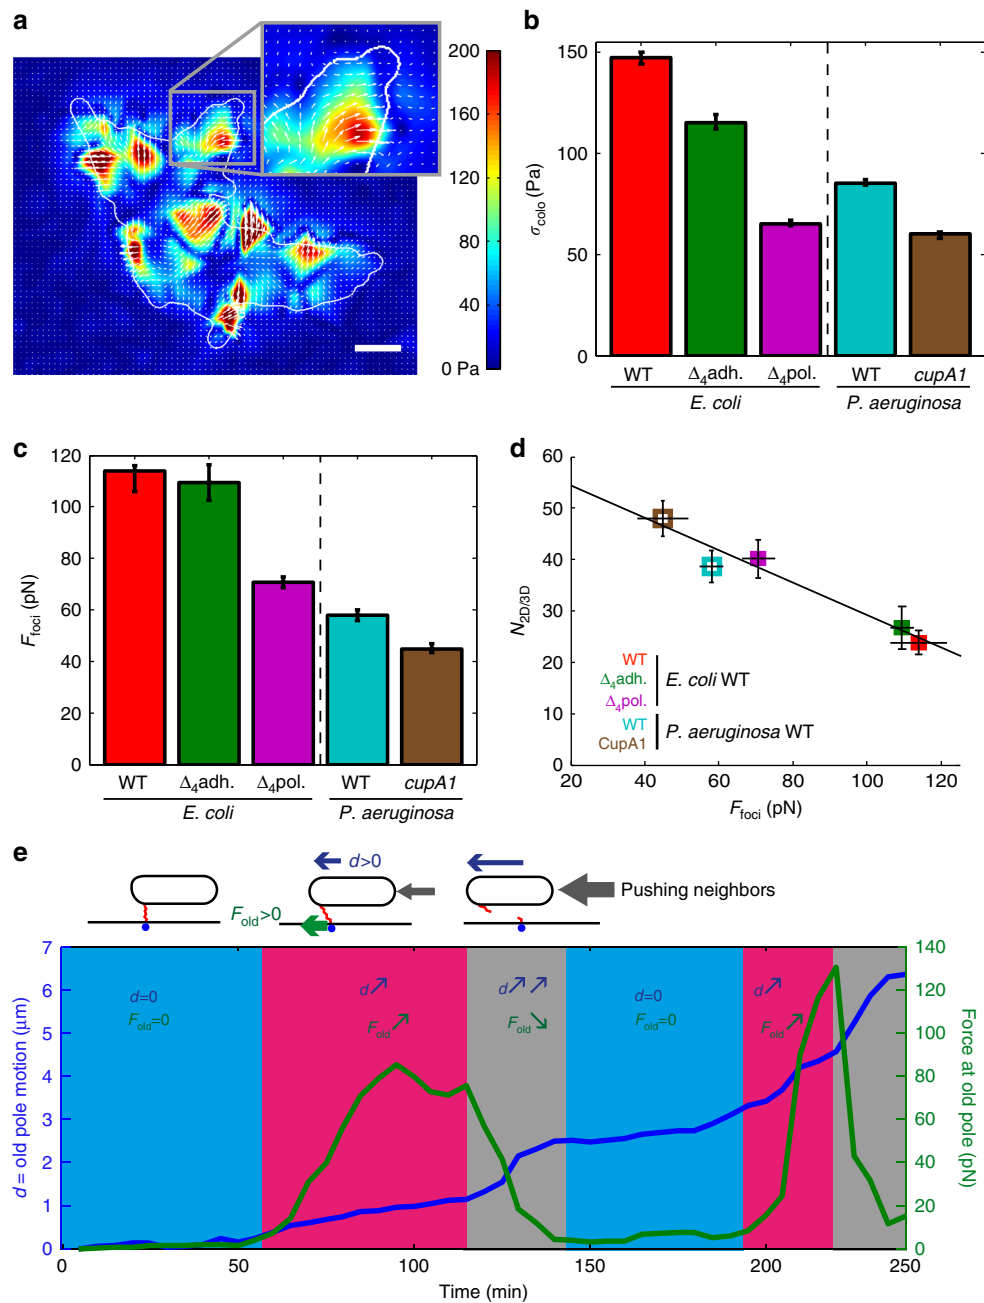 a
200
160
120
80
40
0 Pa
b
150
100
50
0
σcolo (Pa)
WT
Δ4adh.
Δ4pol.
WT
cupA1
E. coli
P. aeruginosa
c
120
100
80
60
40
20
0
Ffoci (pN)
WT
Δ4adh.
Δ4pol.
WT
cupA1
E. coli
P. aeruginosa
d
60
50
40
30
20
10
0
N2D/3D
WT
Δ4adh.
Δ4pol.
E. coli WT
WT
CupA1
P. aeruginosa WT
20
40
60
80
100
120
Ffoci (pN)
e
d>0
Fold>0
Pushing neighbors
7
6
5
4
3
2
1
0
d = old pole motion (μm)
d=0
Fold=0
d↗
Fold↗
d↗↗
Fold↘
d=0
Fold=0
d↗
Fold↗
140
120
100
80
60
40
20
0
Force at old pole
(pN)
0
50
100
150
200
250
Time (min)